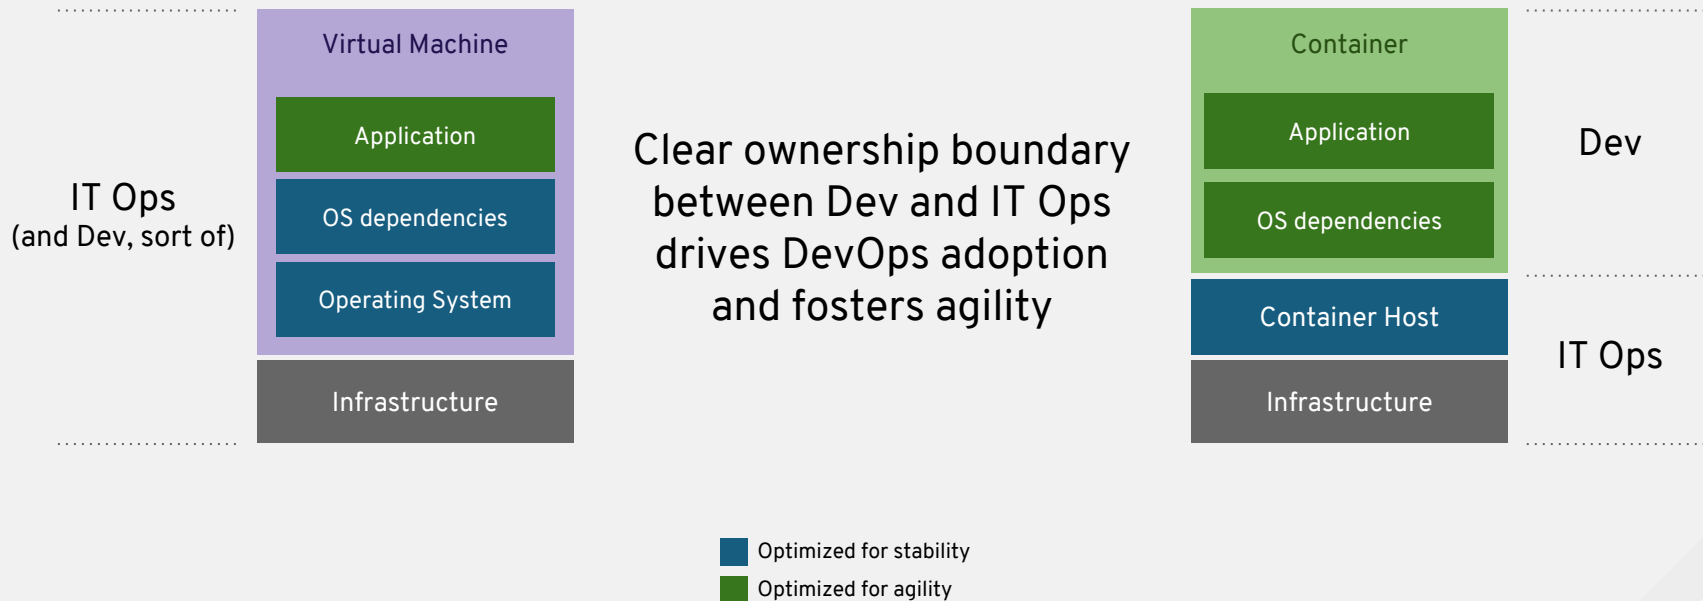 IT Ops
(and Dev, sort of)
Virtual Machine
Application
OS dependencies
Operating System
Infrastructure
Clear ownership boundary
between Dev and IT Ops
drives DevOps adoption
and fosters agility
Container
Application
OS dependencies
Container Host
Infrastructure
Dev
IT Ops
Optimized for stability
Optimized for agility